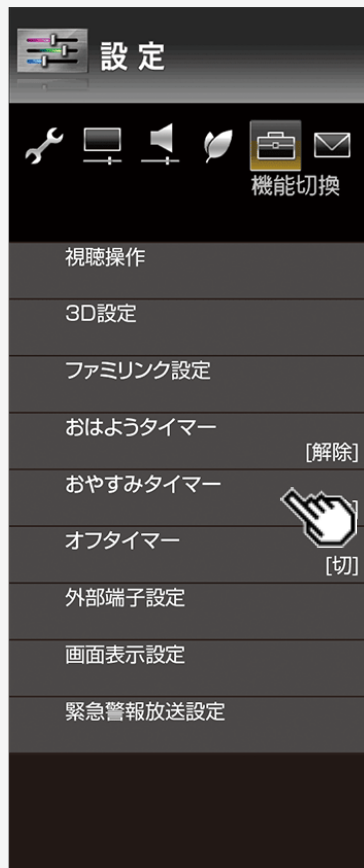 設定
機能切換
視聴操作
3D設定
ファミリンク設定
おはようタイマー
[解除]
おやすみタイマー
]
オフタイマー
[切]
外部端子設定
画面表示設定
緊急警報放送設定